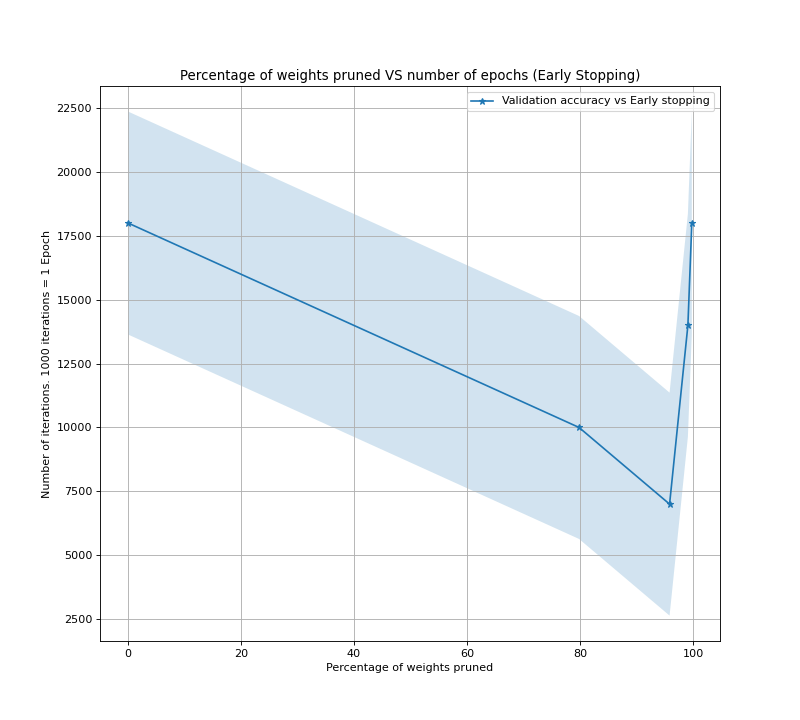 Percentage of weights pruned VS number of epochs (Early Stopping)
Validation accuracy vs Early stopping
22500
20000
17500
15000
12500
10000
7500
5000
2500
Number of iterations. 1000 iterations = 1 Epoch
0 20 40 60 80 100
Percentage of weights pruned